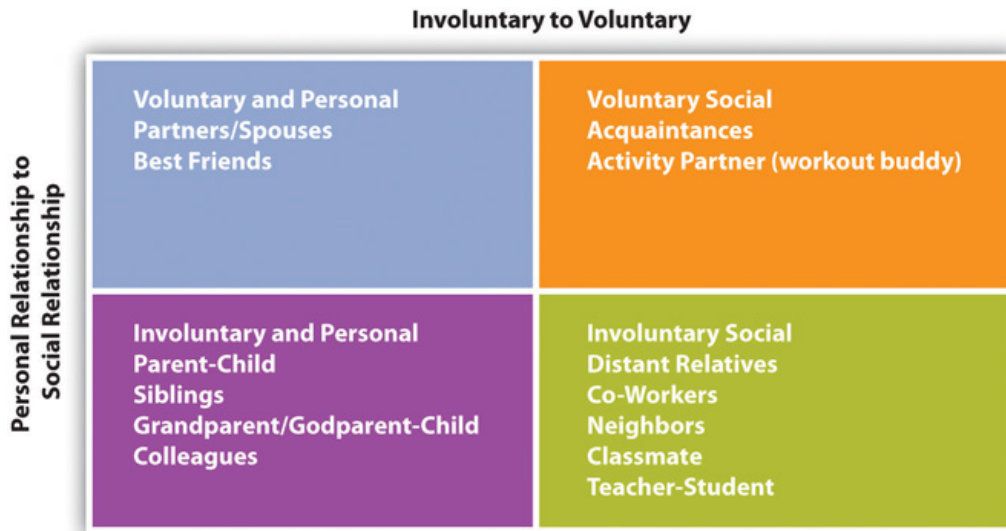 Involuntary to Voluntary
Personal Relationship to
Social Relationship
Voluntary and Personal
Partners/Spouses
Best Friends
Voluntary Social
Acquaintances
Activity Partner (workout buddy)
Involuntary and Personal
Parent-Child
Siblings
Grandparent/Godparent-Child
Colleagues
Involuntary Social
Distant Relatives
Co-Workers
Neighbors
Classmate
Teacher-Student